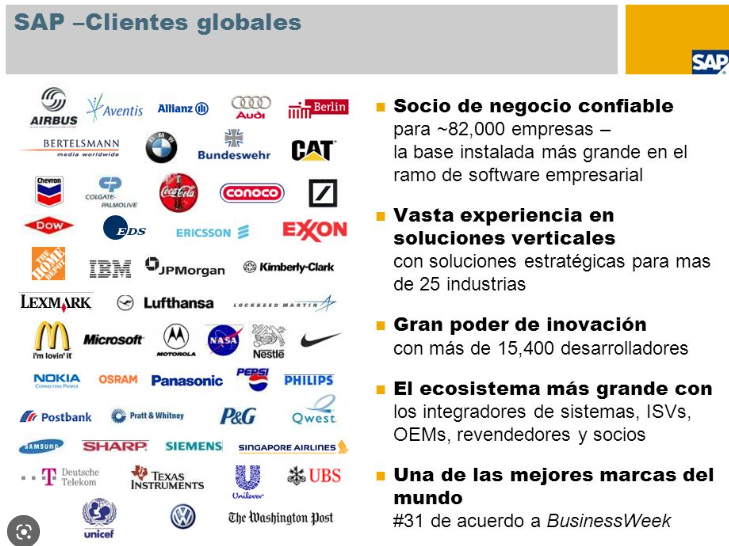 SAP –Clientes globales
SAP
AIRBUS
Aventis
Allianz
Audi
Berlin
BERTELSMANN
media worldwide
BMW
Bundeswehr
CAT
Chevron
COLGATE-
PALMOLIVE
Coca-Cola
conoco
Dow
EDS
ERICSSON
EXXON
THE
HOME
DEPOT
IBM
JPMorgan
Kimberly-Clark
LEXMARK
Lufthansa
LOCKHEED MARTIN
i'm lovin' it
Microsoft
MOTOROLA
NASA
Nestlé
NOKIA
CONNECTING PEOPLE
OSRAM
Panasonic
PEPSI
PHILIPS
Postbank
Pratt & Whitney
P&G
Qwest
SAMSUNG
SHARP
SIEMENS
SINGAPORE AIRLINES
T
Deutsche
Telekom
TEXAS
INSTRUMENTS
Unilever
UBS
unicef
The Washington Post
Socio de negocio confiable
para ~82,000 empresas –
la base instalada más grande en el
ramo de software empresarial
Vasta experiencia en
soluciones verticales
con soluciones estratégicas para mas
de 25 industrias
Gran poder de inovación
con más de 15,400 desarrolladores
El ecosistema más grande con
los integradores de sistemas, ISVs,
OEMs, revendedores y socios
Una de las mejores marcas del
mundo
#31 de acuerdo a BusinessWeek